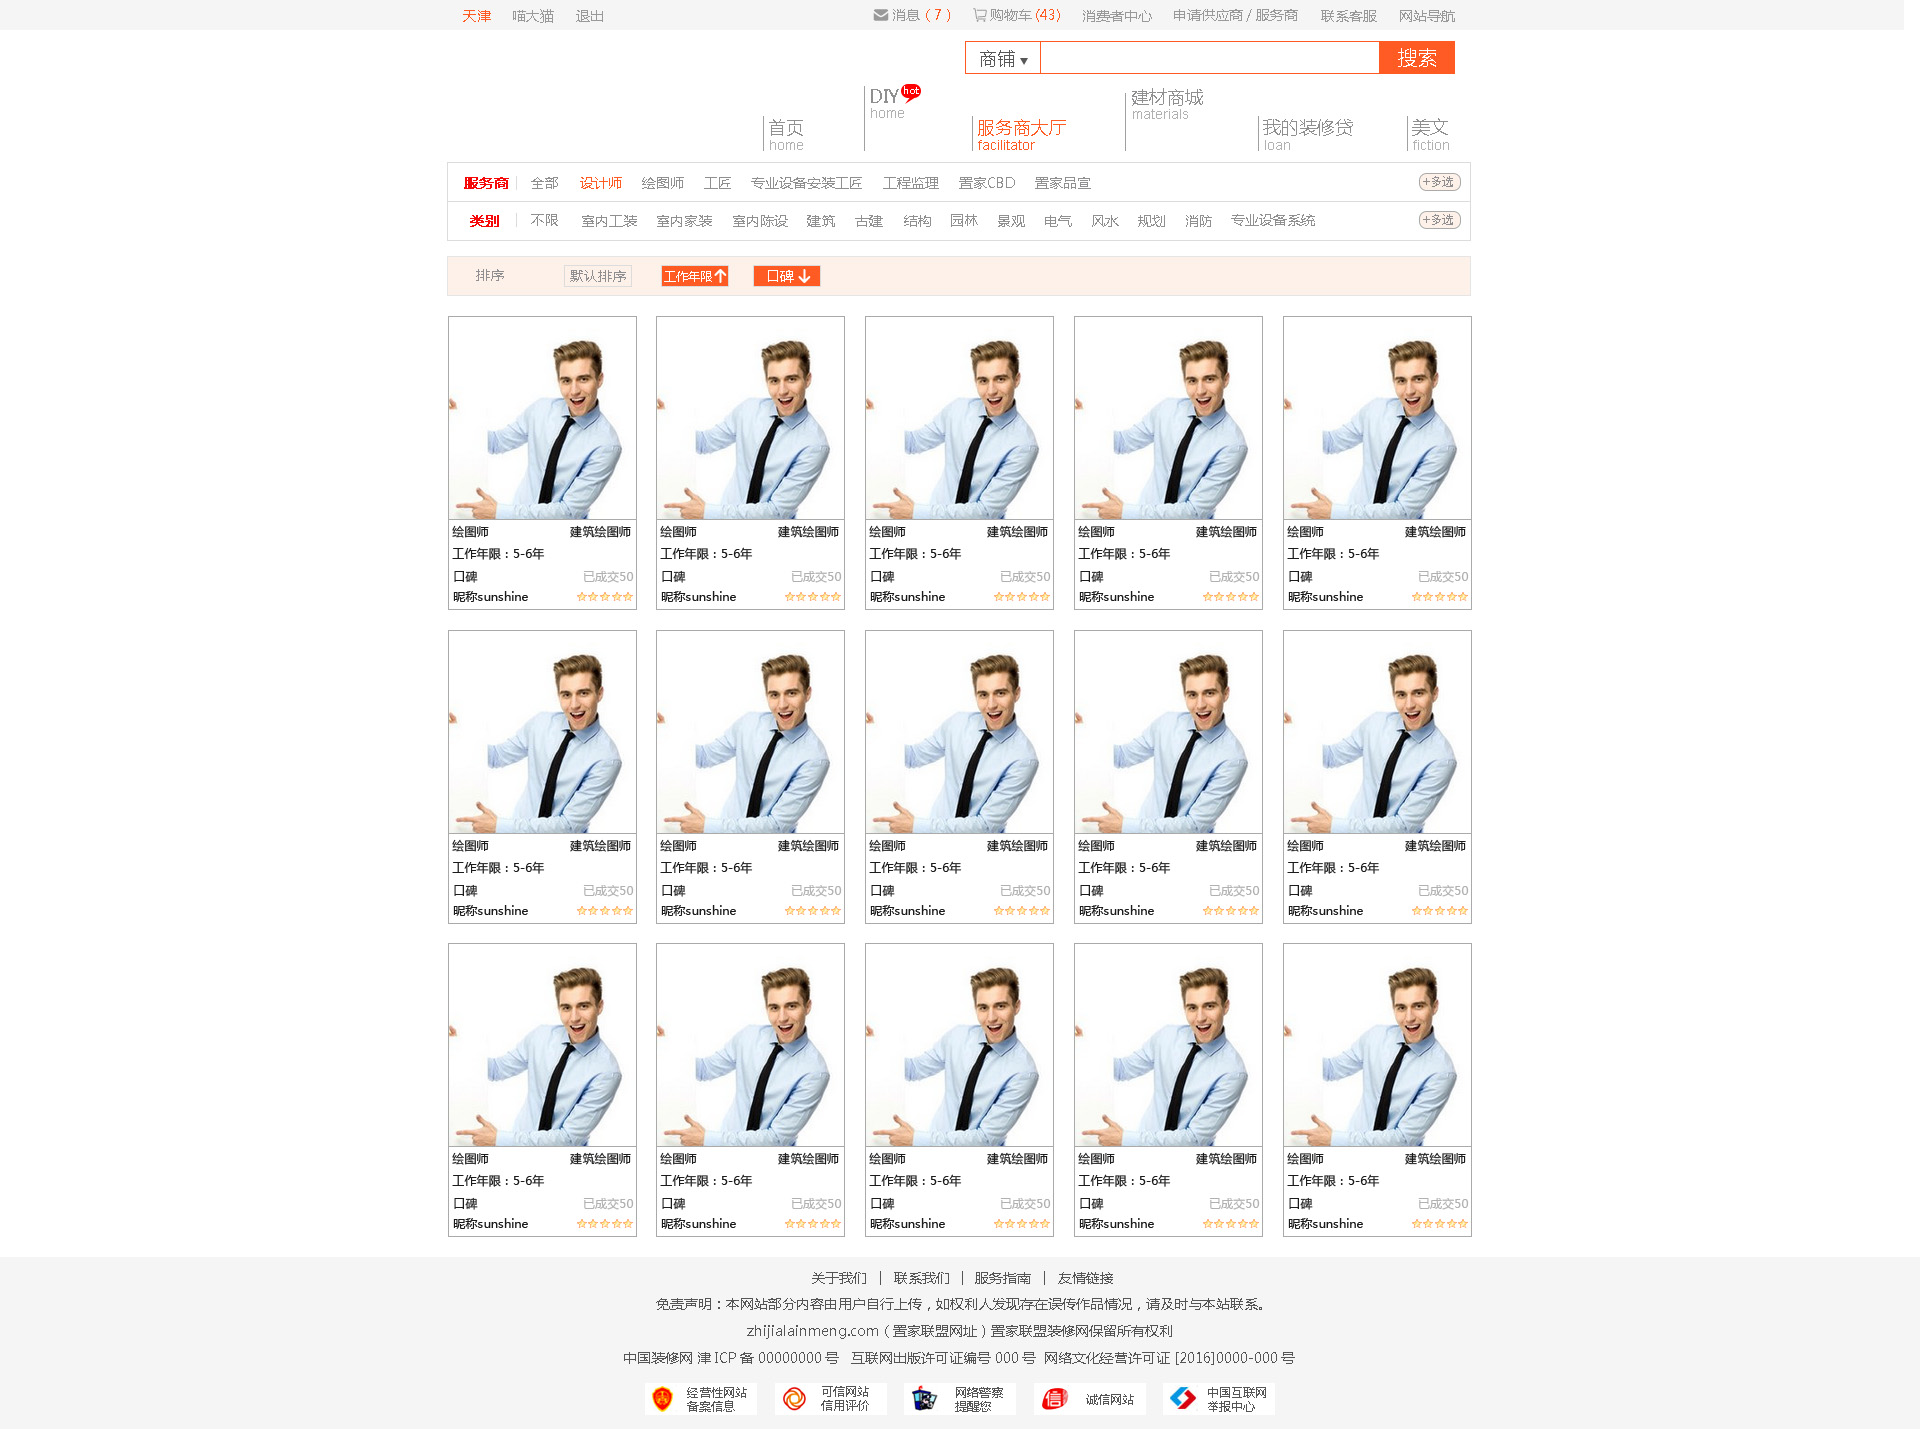 天津 喵大猫 退出 消息 ( 7 ) 购物车 (43) 消费者中心 申请供应商 / 服务商 联系客服 网站导航
商铺 ▾ 搜索
DIY hot
home
建材商城
materials
首页
home
服务商大厅
facilitator
我的装修贷
loan
美文
fiction
服务商 全部 设计师 绘图师 工匠 专业设备安装工匠 工程监理 置家CBD 置家品宣 +多选
类别 不限 室内工装 室内家装 室内陈设 建筑 古建 结构 园林 景观 电气 风水 规划 消防 专业设备系统 +多选
排序 默认排序 工作年限↑ 口碑↓
绘图师 建筑绘图师 绘图师 建筑绘图师 绘图师 建筑绘图师 绘图师 建筑绘图师 绘图师 建筑绘图师
工作年限：5-6年 工作年限：5-6年 工作年限：5-6年 工作年限：5-6年 工作年限：5-6年
口碑 已成交50 口碑 已成交50 口碑 已成交50 口碑 已成交50 口碑 已成交50
昵称sunshine ☆☆☆☆☆ 昵称sunshine ☆☆☆☆☆ 昵称sunshine ☆☆☆☆☆ 昵称sunshine ☆☆☆☆☆ 昵称sunshine ☆☆☆☆☆
绘图师 建筑绘图师 绘图师 建筑绘图师 绘图师 建筑绘图师 绘图师 建筑绘图师 绘图师 建筑绘图师
工作年限：5-6年 工作年限：5-6年 工作年限：5-6年 工作年限：5-6年 工作年限：5-6年
口碑 已成交50 口碑 已成交50 口碑 已成交50 口碑 已成交50 口碑 已成交50
昵称sunshine ☆☆☆☆☆ 昵称sunshine ☆☆☆☆☆ 昵称sunshine ☆☆☆☆☆ 昵称sunshine ☆☆☆☆☆ 昵称sunshine ☆☆☆☆☆
绘图师 建筑绘图师 绘图师 建筑绘图师 绘图师 建筑绘图师 绘图师 建筑绘图师 绘图师 建筑绘图师
工作年限：5-6年 工作年限：5-6年 工作年限：5-6年 工作年限：5-6年 工作年限：5-6年
口碑 已成交50 口碑 已成交50 口碑 已成交50 口碑 已成交50 口碑 已成交50
昵称sunshine ☆☆☆☆☆ 昵称sunshine ☆☆☆☆☆ 昵称sunshine ☆☆☆☆☆ 昵称sunshine ☆☆☆☆☆ 昵称sunshine ☆☆☆☆☆
关于我们 | 联系我们 | 服务指南 | 友情链接
免责声明：本网站部分内容由用户自行上传，如权利人发现存在误传作品情况，请及时与本站联系。
zhijialainmeng.com（置家联盟网址）置家联盟装修网保留所有权利
中国装修网 津 ICP 备 00000000 号 互联网出版许可证编号 000 号 网络文化经营许可证 [2016]0000-000 号
经营性网站
备案信息
可信网站
信用评价
网络警察
提醒您
信 诚信网站
中国互联网
举报中心